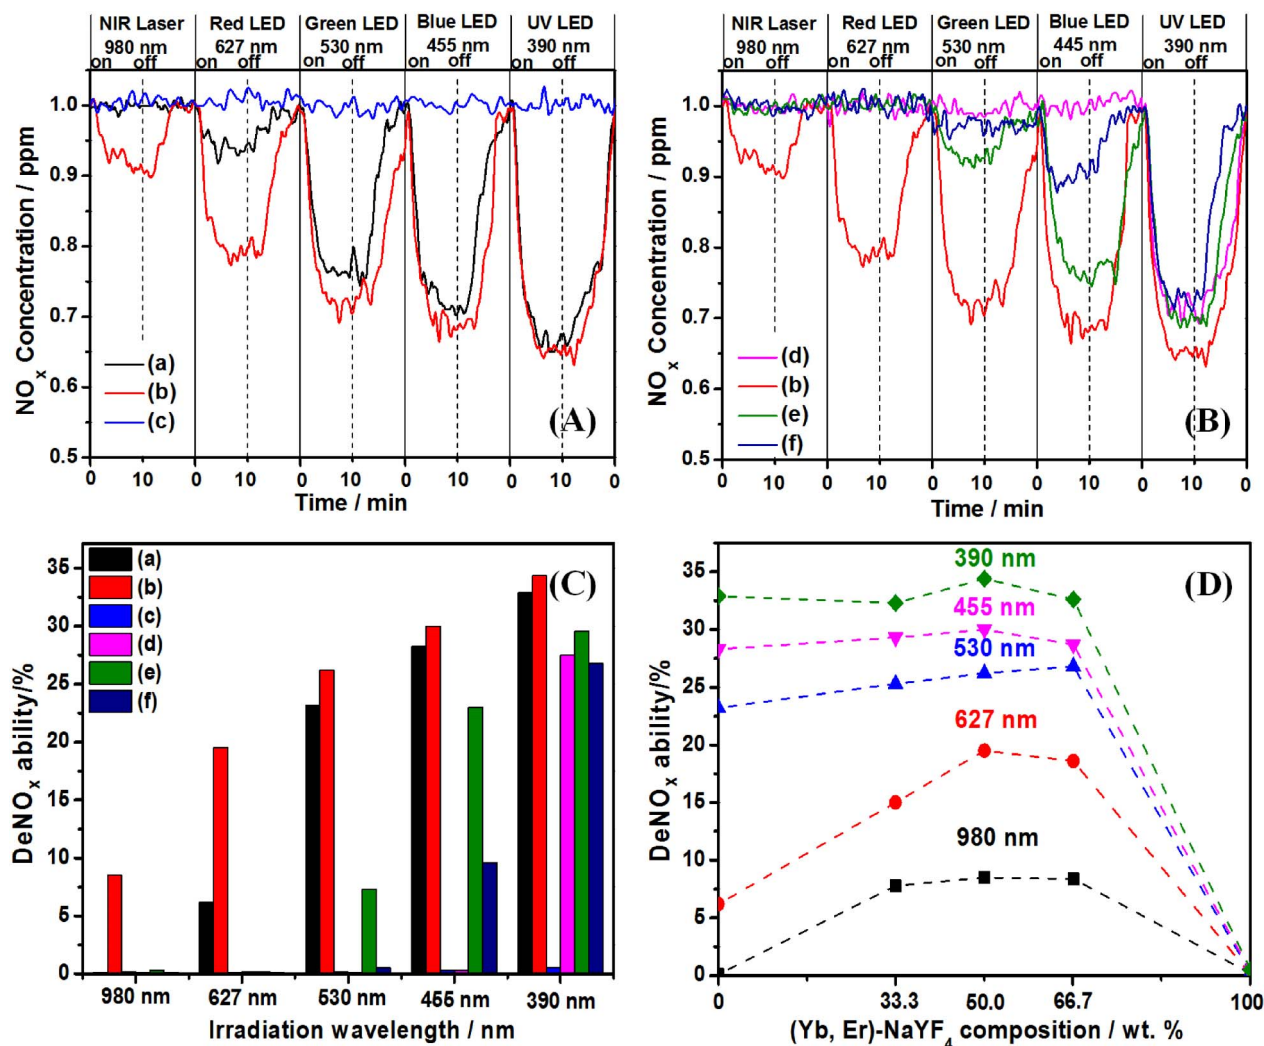 NIR Laser Red LED Green LED Blue LED UV LED
980 nm 627 nm 530 nm 455 nm 390 nm
on off on off on off on off on off
1.0
0.9
0.8
0.7
0.6
0.5
NOx Concentration / ppm
(a)
(b)
(c)
(A)
0 10 0 10 0 10 0 10 0 10 0
Time / min
NIR Laser Red LED Green LED Blue LED UV LED
980 nm 627 nm 530 nm 445 nm 390 nm
on off on off on off on off on off
1.0
0.9
0.8
0.7
0.6
0.5
NOx Concentration / ppm
(d)
(b)
(e)
(f)
(B)
0 10 0 10 0 10 0 10 0 10 0
Time / min
35
30
25
20
15
10
5
0
DeNOx ability/%
(a)
(b)
(c)
(d)
(e)
(f)
(C)
980 nm 627 nm 530 nm 456 nm 390 nm
Irradiation wavelength / nm
35
30
25
20
15
10
5
0
DeNOx ability/%
390 nm
(D)
455 nm
530 nm
627 nm
980 nm
0 33.3 50.0 66.7 100
(Yb, Er)-NaYF4 composition / wt. %